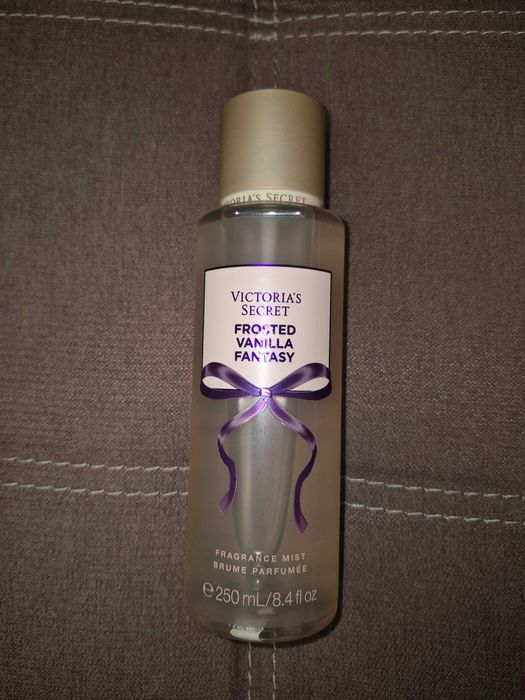 VICTORIA'S SECRET
VICTORIA'S
SECRET
FROSTED
VANILLA
FANTASY
FRAGRANCE MIST
BRUME PARFUMÉE
℮ 250 mL/8.4 fl oz